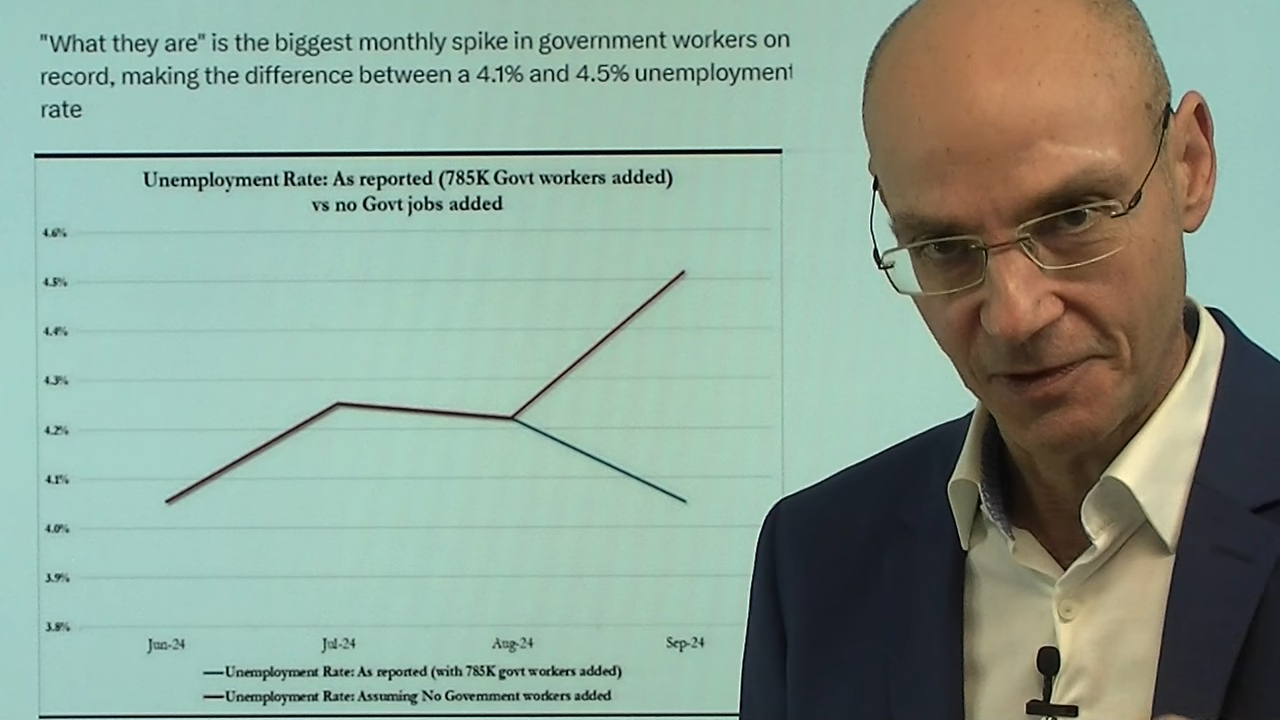 "What they are" is the biggest monthly spike in government workers on
record, making the difference between a 4.1% and 4.5% unemployment
rate
Unemployment Rate: As reported (785K Govt workers added)
vs no Govt jobs added
4.6%
4.5%
4.4%
4.3%
4.2%
4.1%
4.0%
3.9%
3.8%
Jun-24 Jul-24 Aug-24 Sep-24
Unemployment Rate: As reported (with 785K govt workers added)
Unemployment Rate: Assuming No Government workers added